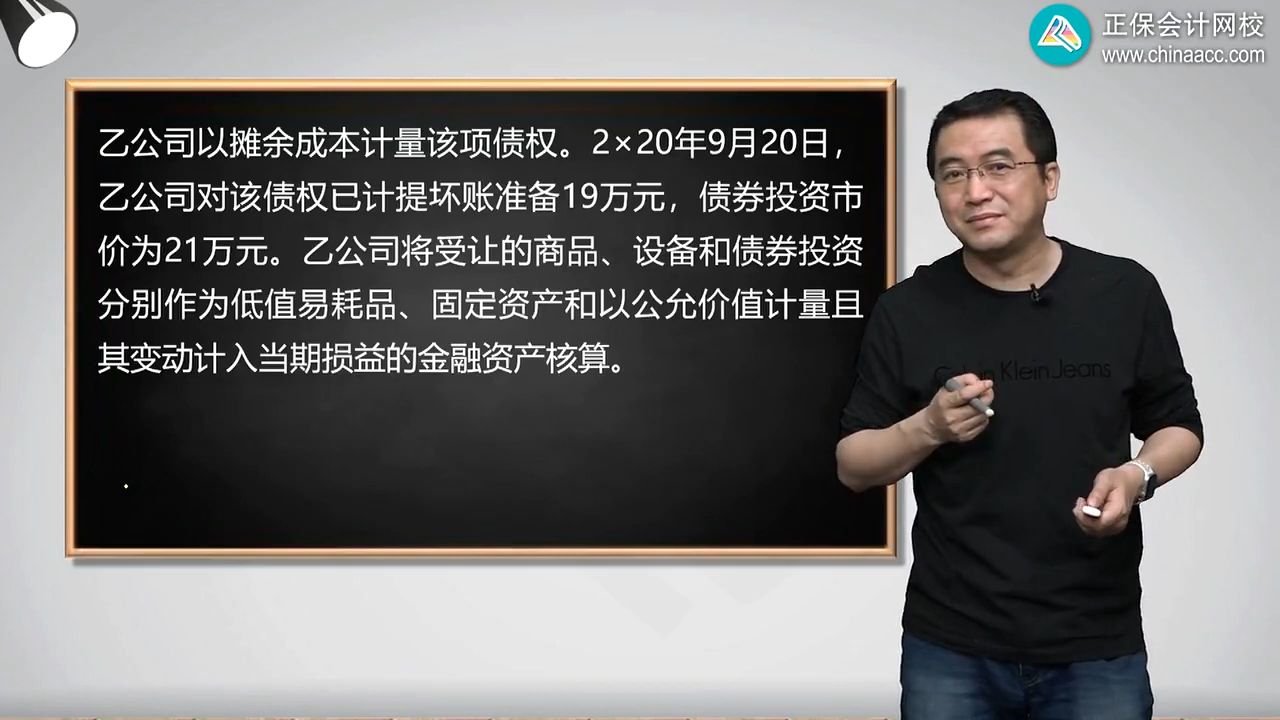 正保会计网校
www.chinaacc.com
乙公司以摊余成本计量该项债权。2×20年9月20日，
乙公司对该债权已计提坏账准备19万元，债券投资市
价为21万元。乙公司将受让的商品、设备和债券投资
分别作为低值易耗品、固定资产和以公允价值计量且
其变动计入当期损益的金融资产核算。
Calvin Klein Jeans